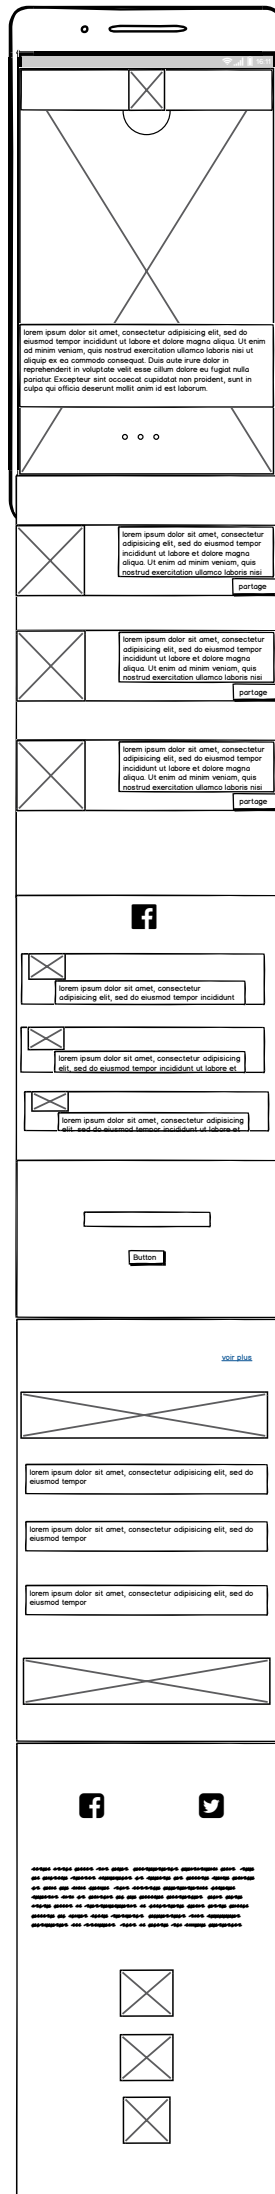 16:11
lorem ipsum dolor sit amet, consectetur adipisicing elit, sed do
eiusmod tempor incididunt ut labore et dolore magna aliqua. Ut enim
ad minim veniam, quis nostrud exercitation ullamco laboris nisi ut
aliquip ex ea commodo consequat. Duis aute irure dolor in
reprehenderit in voluptate velit esse cillum dolore eu fugiat nulla
pariatur. Excepteur sint occaecat cupidatat non proident, sunt in
culpa qui officia deserunt mollit anim id est laborum.
lorem ipsum dolor sit amet, consectetur
adipisicing elit, sed do eiusmod tempor
incididunt ut labore et dolore magna
aliqua. Ut enim ad minim veniam, quis
nostrud exercitation ullamco laboris nisi
partage
lorem ipsum dolor sit amet, consectetur
adipisicing elit, sed do eiusmod tempor
incididunt ut labore et dolore magna
aliqua. Ut enim ad minim veniam, quis
nostrud exercitation ullamco laboris nisi
partage
lorem ipsum dolor sit amet, consectetur
adipisicing elit, sed do eiusmod tempor
incididunt ut labore et dolore magna
aliqua. Ut enim ad minim veniam, quis
nostrud exercitation ullamco laboris nisi
partage
lorem ipsum dolor sit amet, consectetur
adipisicing elit, sed do eiusmod tempor incididunt
lorem ipsum dolor sit amet, consectetur adipisicing
elit, sed do eiusmod tempor incididunt ut labore et
lorem ipsum dolor sit amet, consectetur adipisicing
elit, sed do eiusmod tempor incididunt ut labore et
Button
voir plus
lorem ipsum dolor sit amet, consectetur adipisicing elit, sed do
eiusmod tempor
lorem ipsum dolor sit amet, consectetur adipisicing elit, sed do
eiusmod tempor
lorem ipsum dolor sit amet, consectetur adipisicing elit, sed do
eiusmod tempor